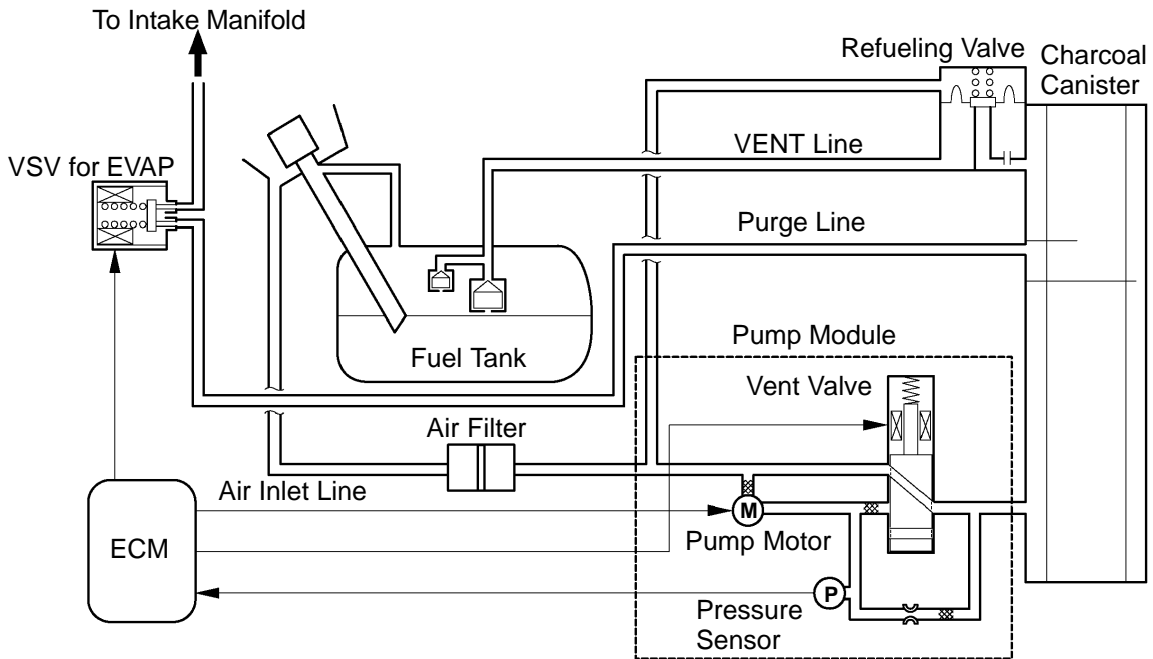 To Intake Manifold
Refueling Valve
Charcoal
Canister
VENT Line
VSV for EVAP
Purge Line
Fuel Tank
Pump Module
Vent Valve
Air Filter
Air Inlet Line
M
ECM
Pump Motor
P
Pressure
Sensor